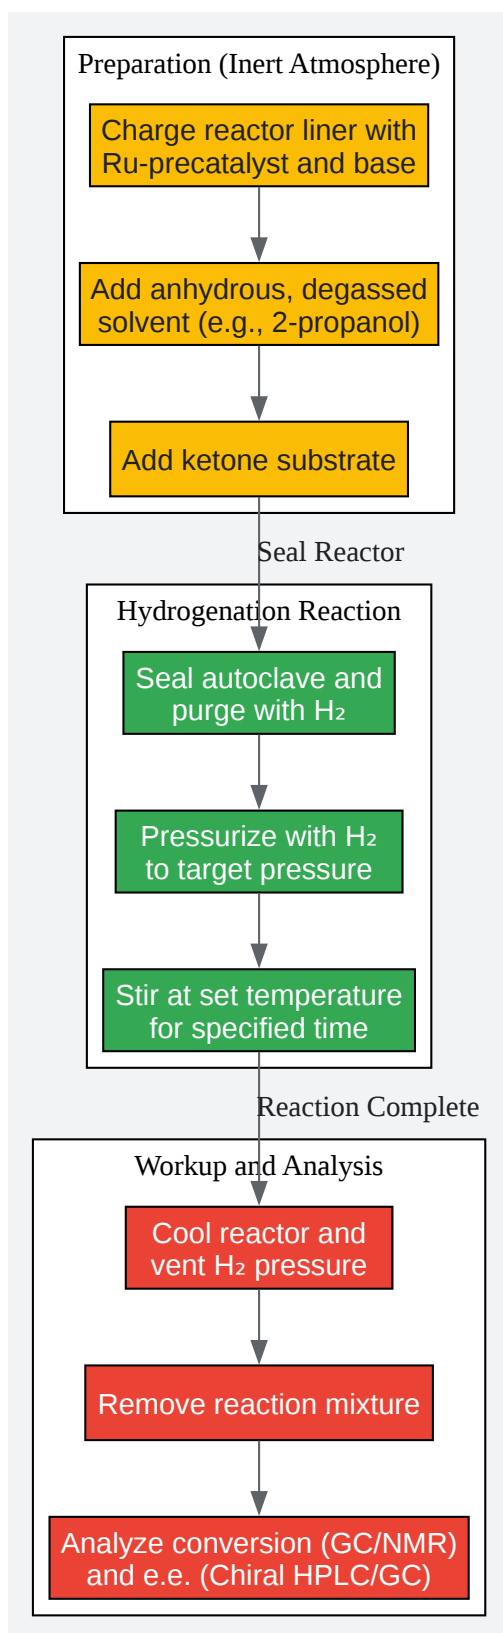 Preparation (Inert Atmosphere)
Charge reactor liner with
Ru-precatalyst and base
Add anhydrous, degassed
solvent (e.g., 2-propanol)
Add ketone substrate
Seal Reactor
Hydrogenation Reaction
Seal autoclave and
purge with H₂
Pressurize with H₂
to target pressure
Stir at set temperature
for specified time
Reaction Complete
Workup and Analysis
Cool reactor and
vent H₂ pressure
Remove reaction mixture
Analyze conversion (GC/NMR)
and e.e. (Chiral HPLC/GC)